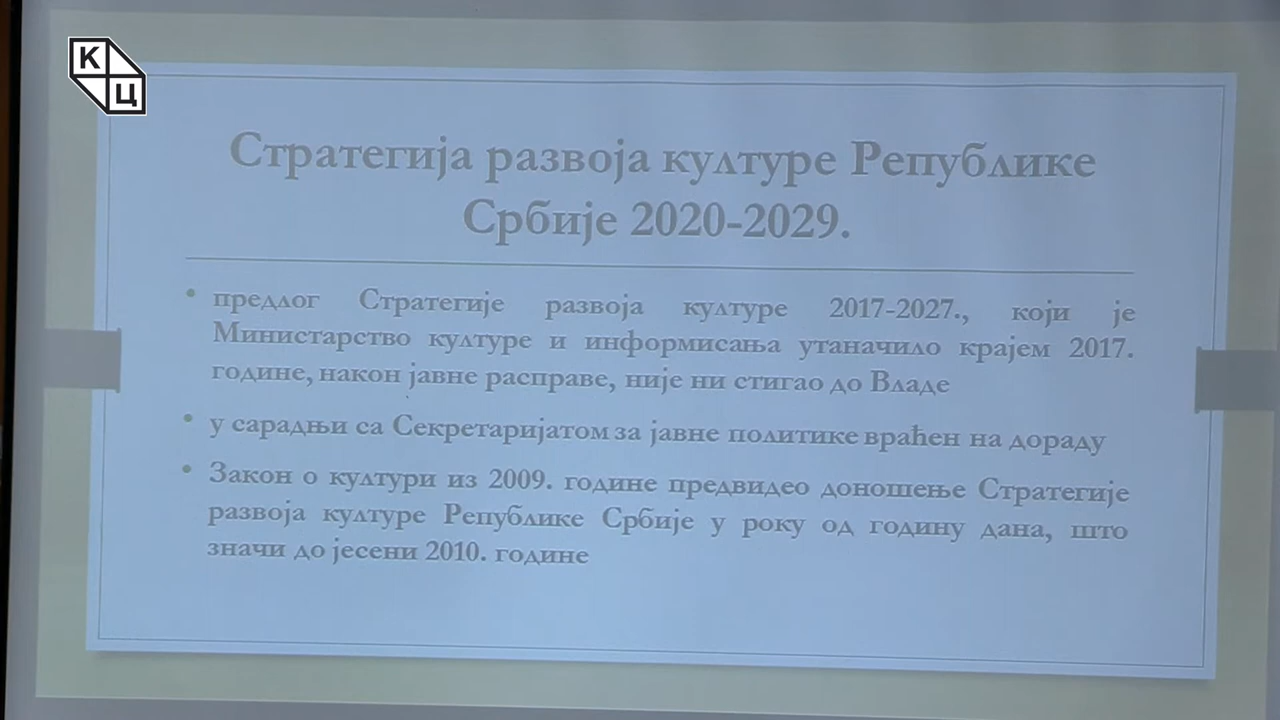 К
Ц
Стратегија развоја културе Републике
Србије 2020-2029.
• предлог Стратегије развоја културе 2017-2027., који је
Министарство културе и информисања утаначило крајем 2017.
године, након јавне расправе, није ни стигао до Владе
• у сарадњи са Секретаријатом за јавне политике враћен на дораду
• Закон о култури из 2009. године предвидео доношење Стратегије
развоја културе Републике Србије у року од годину дана, што
значи до јесени 2010. године